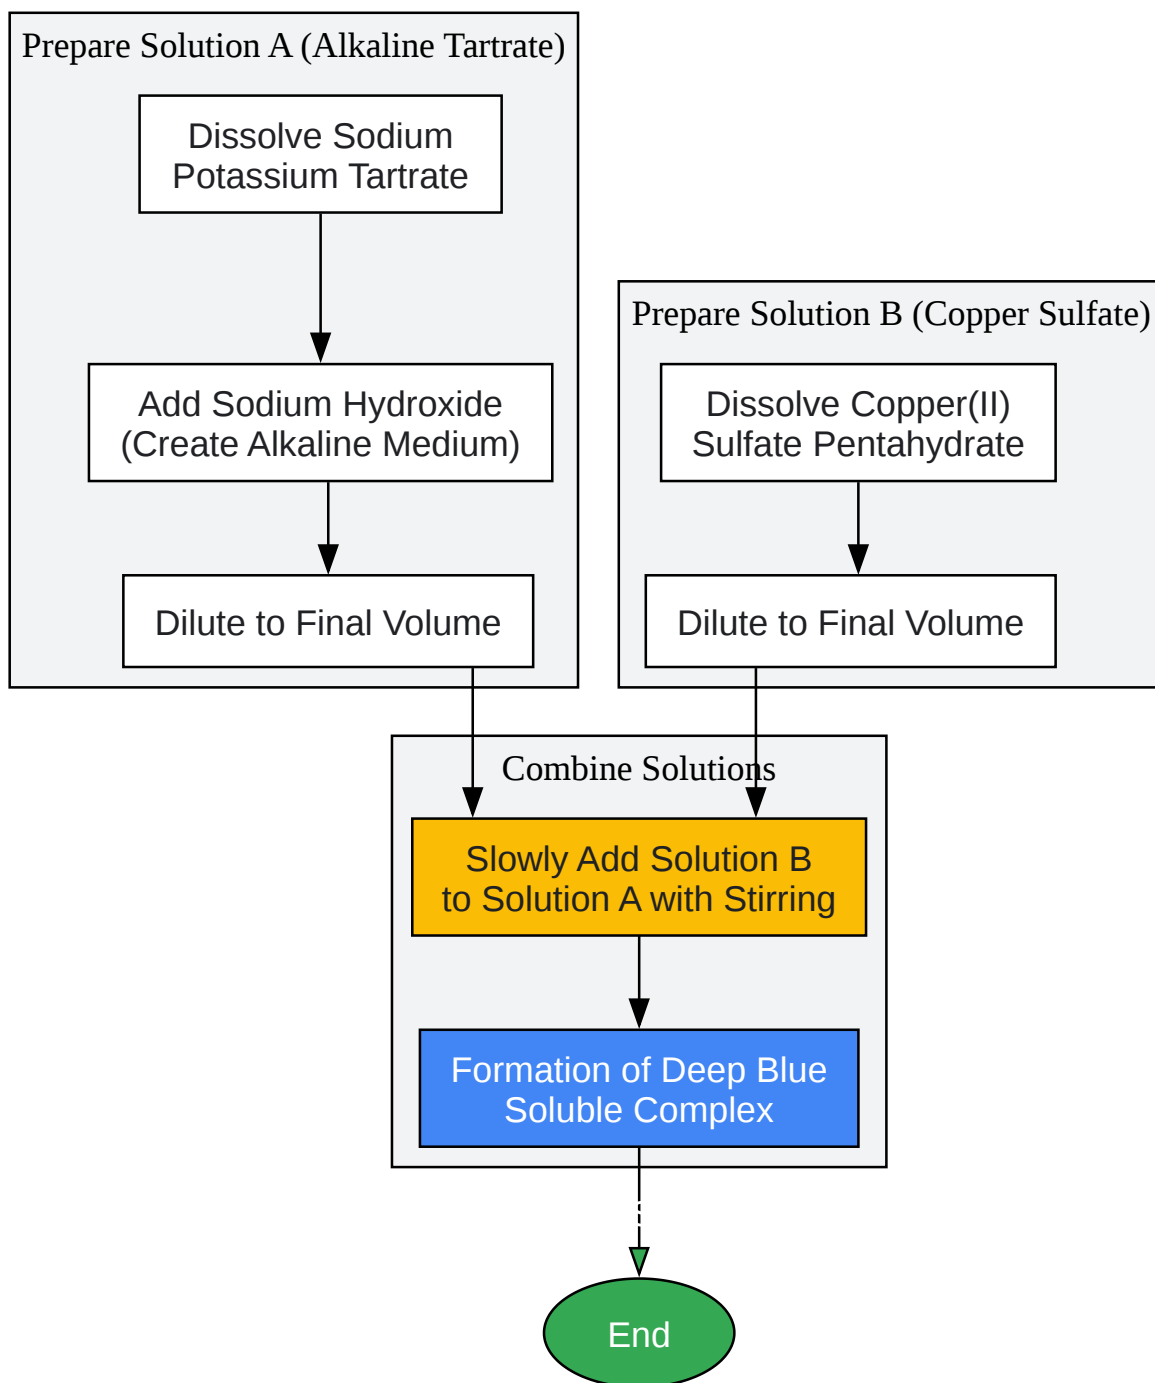 Prepare Solution A (Alkaline Tartrate)
Dissolve Sodium
Potassium Tartrate
Add Sodium Hydroxide
(Create Alkaline Medium)
Dilute to Final Volume
Prepare Solution B (Copper Sulfate)
Dissolve Copper(II)
Sulfate Pentahydrate
Dilute to Final Volume
Combine Solutions
Slowly Add Solution B
to Solution A with Stirring
Formation of Deep Blue
Soluble Complex
End